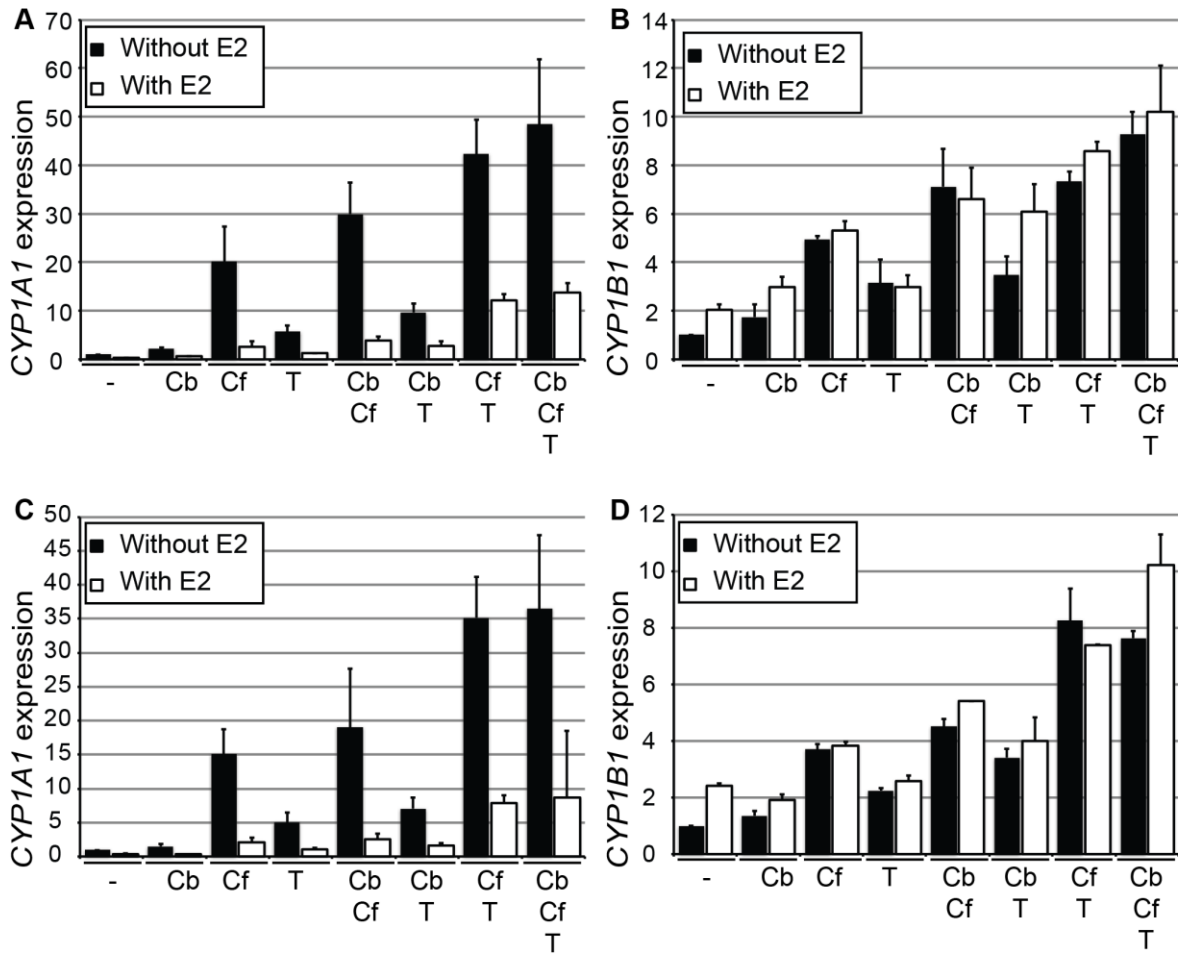 A
CYP1A1 expression
70
60
50
40
30
20
10
0
Without E2
With E2
- Cb Cf T Cb Cb Cf Cb
Cf T T Cf
T
B
CYP1B1 expression
14
12
10
8
6
4
2
0
Without E2
With E2
- Cb Cf T Cb Cb Cf Cb
Cf T T Cf
T
C
CYP1A1 expression
50
45
40
35
30
25
20
15
10
5
0
Without E2
With E2
- Cb Cf T Cb Cb Cf Cb
Cf T T Cf
T
D
CYP1B1 expression
12
10
8
6
4
2
0
Without E2
With E2
- Cb Cf T Cb Cb Cf Cb
Cf T T Cf
T